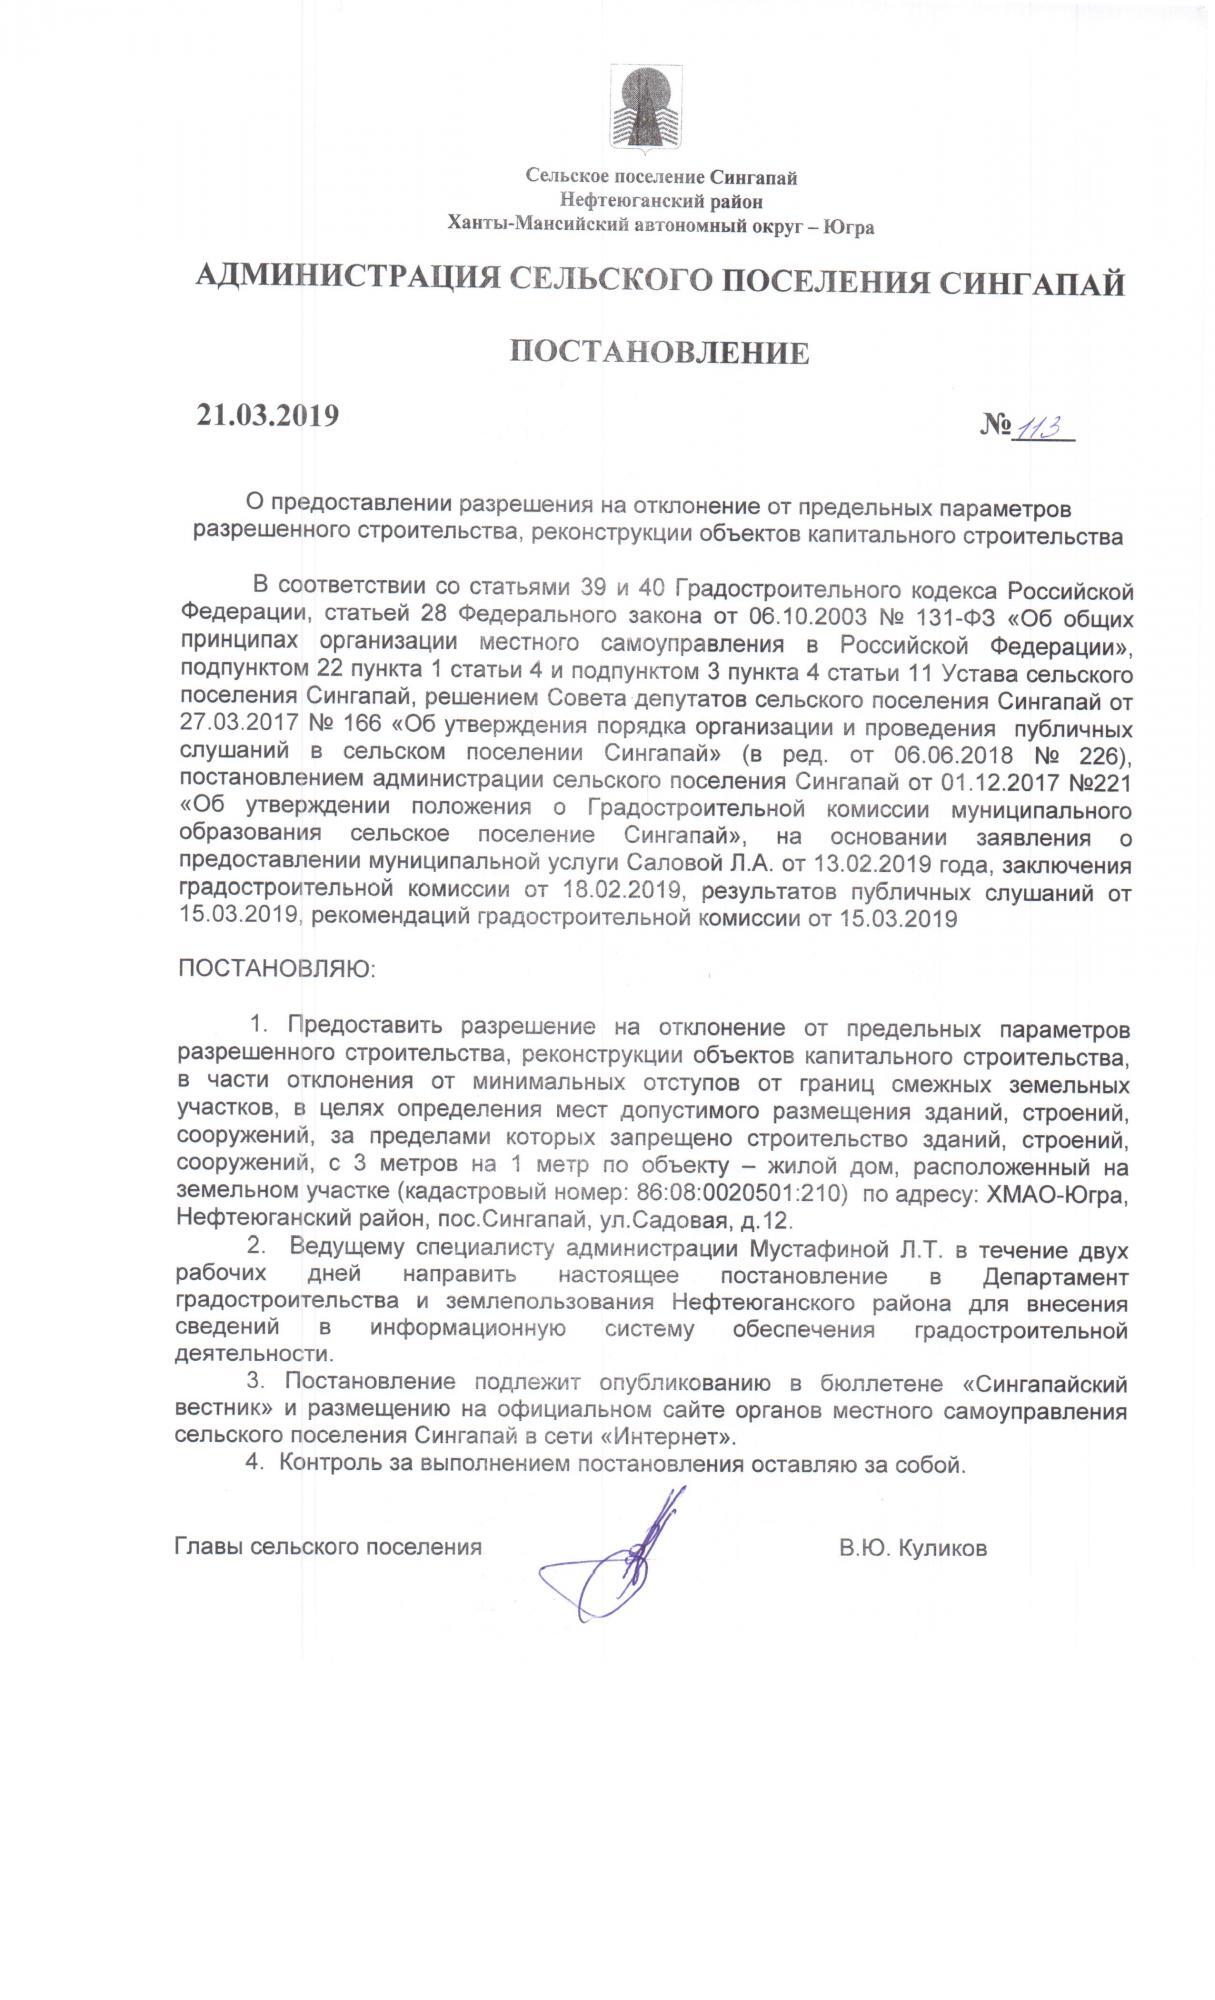 Сельское поселение Сингапай
Нефтеюганский район
Ханты-Мансийский автономный округ – Югра
АДМИНИСТРАЦИЯ СЕЛЬСКОГО ПОСЕЛЕНИЯ СИНГАПАЙ
ПОСТАНОВЛЕНИЕ
21.03.2019 № 113
О предоставлении разрешения на отклонение от предельных параметров
разрешенного строительства, реконструкции объектов капитального строительства
В соответствии со статьями 39 и 40 Градостроительного кодекса Российской
Федерации, статьей 28 Федерального закона от 06.10.2003 № 131-ФЗ «Об общих
принципах организации местного самоуправления в Российской Федерации»,
подпунктом 22 пункта 1 статьи 4 и подпунктом 3 пункта 4 статьи 11 Устава сельского
поселения Сингапай, решением Совета депутатов сельского поселения Сингапай от
27.03.2017 № 166 «Об утверждения порядка организации и проведения публичных
слушаний в сельском поселении Сингапай» (в ред. от 06.06.2018 № 226),
постановлением администрации сельского поселения Сингапай от 01.12.2017 №221
«Об утверждении положения о Градостроительной комиссии муниципального
образования сельское поселение Сингапай», на основании заявления о
предоставлении муниципальной услуги Саловой Л.А. от 13.02.2019 года, заключения
градостроительной комиссии от 18.02.2019, результатов публичных слушаний от
15.03.2019, рекомендаций градостроительной комиссии от 15.03.2019
ПОСТАНОВЛЯЮ:
1. Предоставить разрешение на отклонение от предельных параметров
разрешенного строительства, реконструкции объектов капитального строительства,
в части отклонения от минимальных отступов от границ смежных земельных
участков, в целях определения мест допустимого размещения зданий, строений,
сооружений, за пределами которых запрещено строительство зданий, строений,
сооружений, с 3 метров на 1 метр по объекту – жилой дом, расположенный на
земельном участке (кадастровый номер: 86:08:0020501:210) по адресу: ХМАО-Югра,
Нефтеюганский район, пос.Сингапай, ул.Садовая, д.12.
2. Ведущему специалисту администрации Мустафиной Л.Т. в течение двух
рабочих дней направить настоящее постановление в Департамент
градостроительства и землепользования Нефтеюганского района для внесения
сведений в информационную систему обеспечения градостроительной
деятельности.
3. Постановление подлежит опубликованию в бюллетене «Сингапайский
вестник» и размещению на официальном сайте органов местного самоуправления
сельского поселения Сингапай в сети «Интернет».
4. Контроль за выполнением постановления оставляю за собой.
Главы сельского поселения В.Ю. Куликов